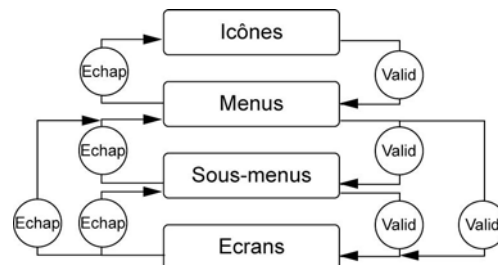 Icônes
Echap
Valid
Menus
Echap
Valid
Sous-menus
Echap
Echap
Valid
Valid
Ecrans